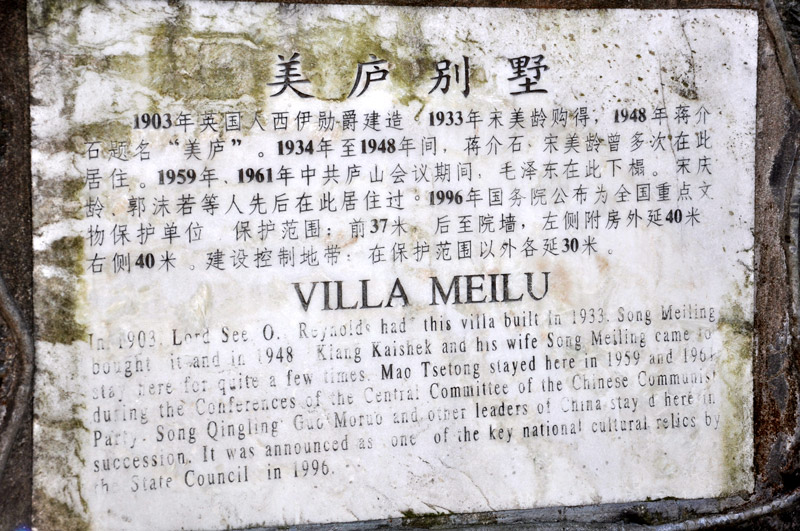 美庐别墅
1903年英国人西伊勋爵建造。1933年宋美龄购得，1948年蒋介
石题名“美庐”。1934年至1948年间，蒋介石、宋美龄曾多次在此
居住。1959年、1961年中共庐山会议期间，毛泽东在此下榻。宋庆
龄、郭沫若等人先后在此居住过。1996年国务院公布为全国重点文
物保护单位 保护范围：前37米，后至院墙，左侧附房外延40米
右侧40米。建设控制地带：在保护范围以外各延30米。
VILLA MEILU
In 1903, Lord See O. Reynolds had this villa built in 1933. Song Meiling
bought it and in 1948 Kiang Kaishek and his wife Song Meiling came to
stay here for quite a few times. Mao Tsetong stayed here in 1959 and 1961
during the Conferences of the Central Committee of the Chinese Communist
Party. Song Qingling Guo Moruo and other leaders of China stay d here in
succession. It was announced as one of the key national cultural relics by
the State Council in 1996.